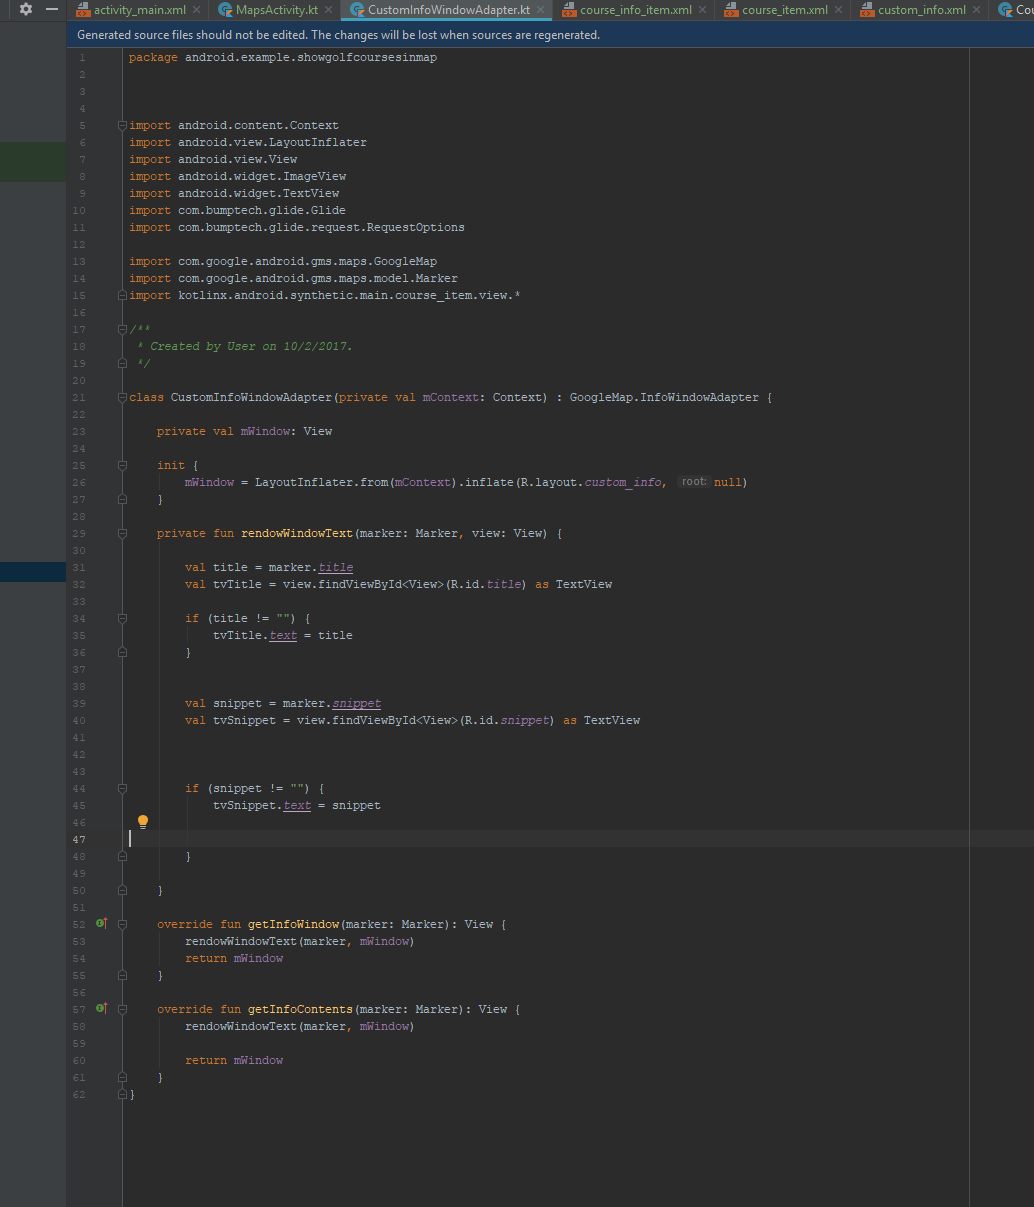 activity_main.xml MapsActivity.kt CustomInfoWindowAdapter.kt course_info_item.xml course_item.xml custom_info.xml Cou
Generated source files should not be edited. The changes will be lost when sources are regenerated.
1 package android.example.showgolfcoursesinmap
2
3
4
5 import android.content.Context
6 import android.view.LayoutInflater
7 import android.view.View
8 import android.widget.ImageView
9 import android.widget.TextView
10 import com.bumptech.glide.Glide
11 import com.bumptech.glide.request.RequestOptions
12
13 import com.google.android.gms.maps.GoogleMap
14 import com.google.android.gms.maps.model.Marker
15 import kotlinx.android.synthetic.main.course_item.view.*
16
17 /**
18 * Created by User on 10/2/2017.
19 */
20
21 class CustomInfoWindowAdapter(private val mContext: Context) : GoogleMap.InfoWindowAdapter {
22
23 private val mWindow: View
24
25 init {
26 mWindow = LayoutInflater.from(mContext).inflate(R.layout.custom_info, root: null)
27 }
28
29 private fun rendowWindowText(marker: Marker, view: View) {
30
31 val title = marker.title
32 val tvTitle = view.findViewById<View>(R.id.title) as TextView
33
34 if (title != "") {
35 tvTitle.text = title
36 }
37
38
39 val snippet = marker.snippet
40 val tvSnippet = view.findViewById<View>(R.id.snippet) as TextView
41
42
43
44 if (snippet != "") {
45 tvSnippet.text = snippet
46
47
48 }
49
50 }
51
52 override fun getInfoWindow(marker: Marker): View {
53 rendowWindowText(marker, mWindow)
54 return mWindow
55 }
56
57 override fun getInfoContents(marker: Marker): View {
58 rendowWindowText(marker, mWindow)
59
60 return mWindow
61 }
62 }